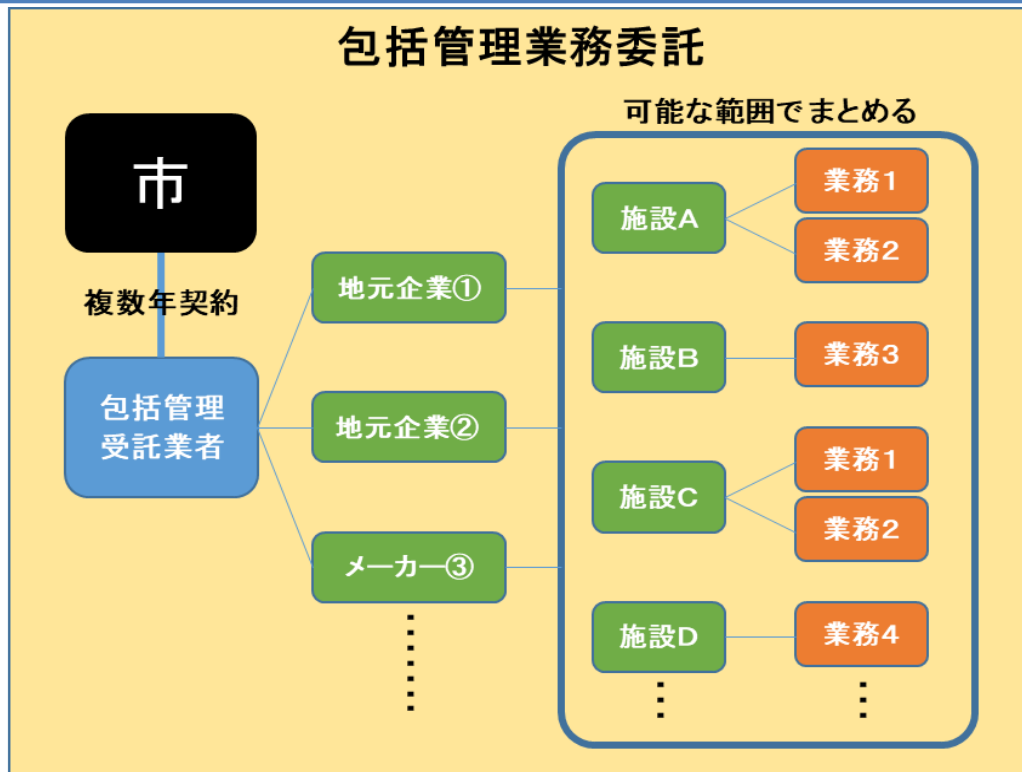 包括管理業務委託
可能な範囲でまとめる
市
複数年契約
包括管理
受託業者
地元企業①
地元企業②
メーカー③
施設A
業務1
業務2
施設B
業務3
施設C
業務1
業務2
施設D
業務4